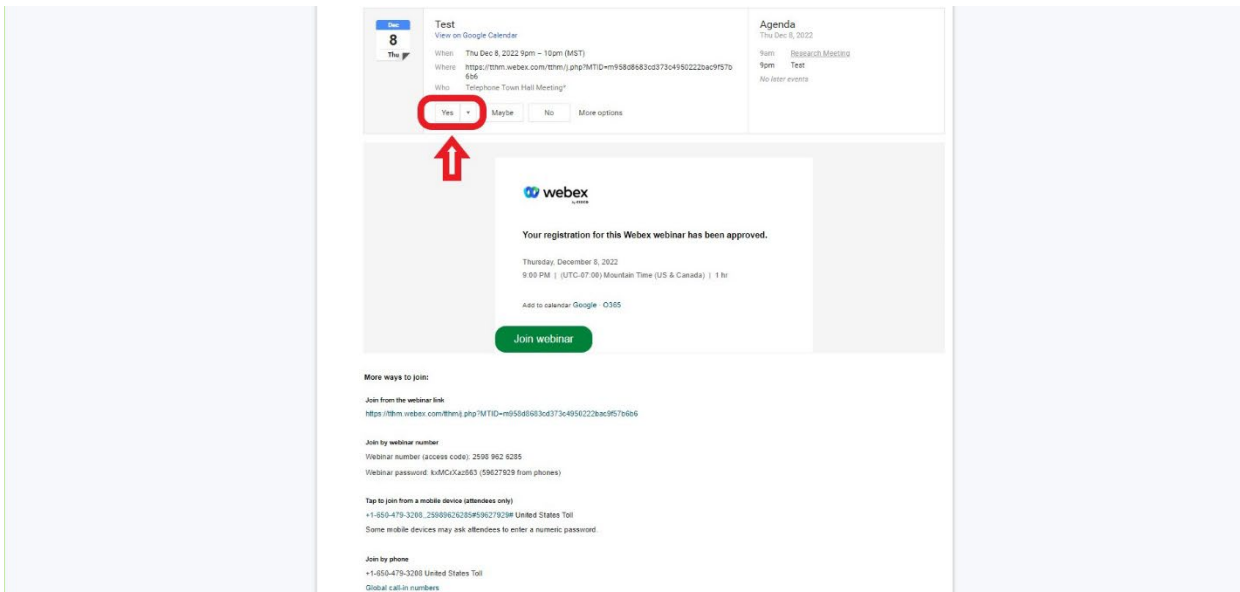 Dec
8
Thu
Test
View on Google Calendar
When Thu Dec 8, 2022 9pm – 10pm (MST)
Where https://tthm.webex.com/tthm/j.php?MTID=m958d8683cd373c4950222bac9f57b
6b6
Who Telephone Town Hall Meeting*
Yes Maybe No More options
Agenda
Thu Dec 8, 2022
9am Research Meeting
9pm Test
No later events
webex
by CISCO
Your registration for this Webex webinar has been approved.
Thursday, December 8, 2022
9:00 PM | (UTC-07:00) Mountain Time (US & Canada) | 1 hr
Add to calendar Google · O365
Join webinar
More ways to join:
Join from the webinar link
https://tthm.webex.com/tthm/j.php?MTID=m958d8683cd373c4950222bac9f57b6b6
Join by webinar number
Webinar number (access code): 2598 962 6285
Webinar password: kxMCrXaz663 (59627929 from phones)
Tap to join from a mobile device (attendees only)
+1-650-479-3208,,25989626285#59627929# United States Toll
Some mobile devices may ask attendees to enter a numeric password.
Join by phone
+1-650-479-3208 United States Toll
Global call-in numbers